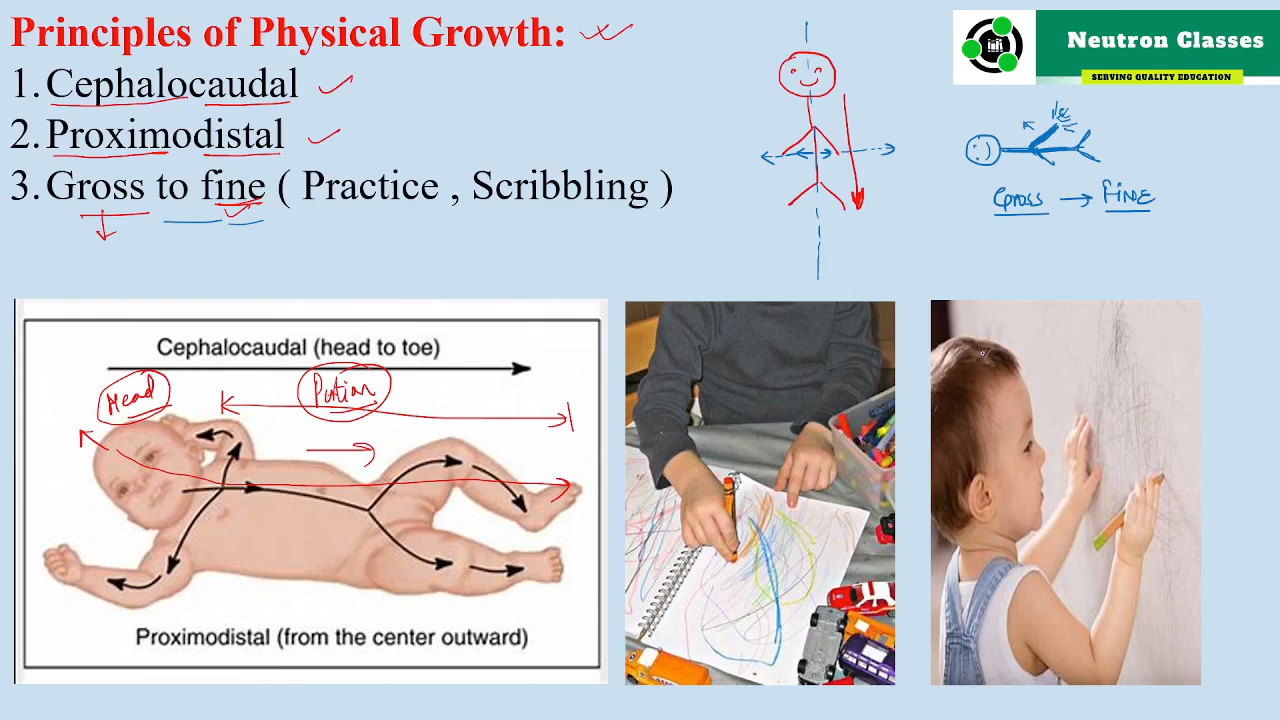 Principles of Physical Growth:
1. Cephalocaudal
2. Proximodistal
3. Gross to fine ( Practice , Scribbling )
Neutron Classes
SERVING QUALITY EDUCATION
Gross → FINE
Cephalocaudal (head to toe)
Head
Proximodistal (from the center outward)